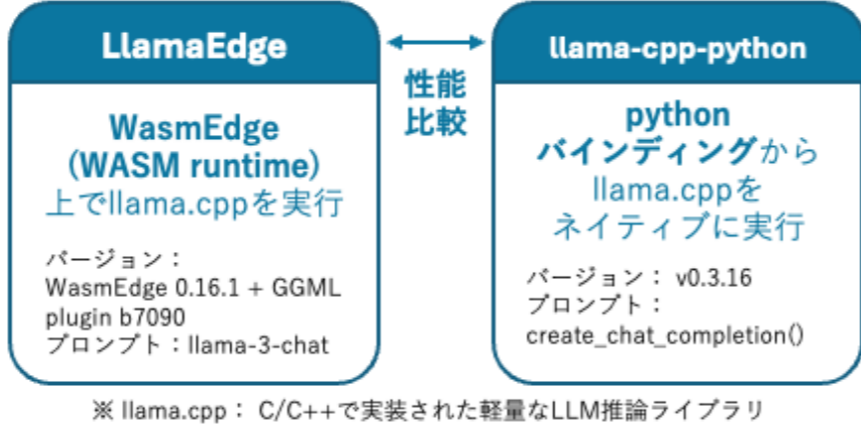 LlamaEdge
WasmEdge
(WASM runtime)
上でllama.cppを実行
バージョン：
WasmEdge 0.16.1 + GGML
plugin b7090
プロンプト：llama-3-chat
性能
比較
llama-cpp-python
python
バインディングから
llama.cppを
ネイティブに実行
バージョン： v0.3.16
プロンプト：
create_chat_completion()
※ llama.cpp： C/C++で実装された軽量なLLM推論ライブラリ